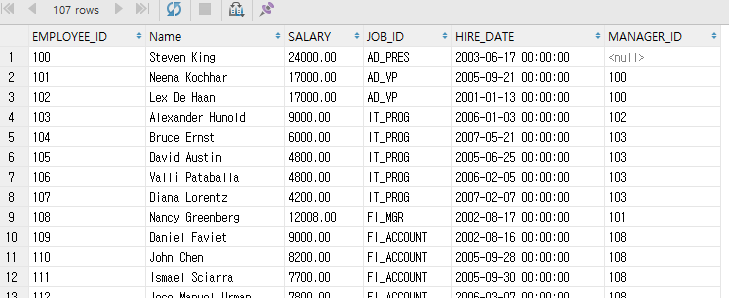 107 rows
EMPLOYEE_ID Name SALARY JOB_ID HIRE_DATE MANAGER_ID
1 100 Steven King 24000.00 AD_PRES 2003-06-17 00:00:00 <null>
2 101 Neena Kochhar 17000.00 AD_VP 2005-09-21 00:00:00 100
3 102 Lex De Haan 17000.00 AD_VP 2001-01-13 00:00:00 100
4 103 Alexander Hunold 9000.00 IT_PROG 2006-01-03 00:00:00 102
5 104 Bruce Ernst 6000.00 IT_PROG 2007-05-21 00:00:00 103
6 105 David Austin 4800.00 IT_PROG 2005-06-25 00:00:00 103
7 106 Valli Pataballa 4800.00 IT_PROG 2006-02-05 00:00:00 103
8 107 Diana Lorentz 4200.00 IT_PROG 2007-02-07 00:00:00 103
9 108 Nancy Greenberg 12008.00 FI_MGR 2002-08-17 00:00:00 101
10 109 Daniel Faviet 9000.00 FI_ACCOUNT 2002-08-16 00:00:00 108
11 110 John Chen 8200.00 FI_ACCOUNT 2005-09-28 00:00:00 108
12 111 Ismael Sciarra 7700.00 FI_ACCOUNT 2005-09-30 00:00:00 108
13 112 Jose Manuel Urman 7800.00 FI_ACCOUNT 2006-03-07 00:00:00 108